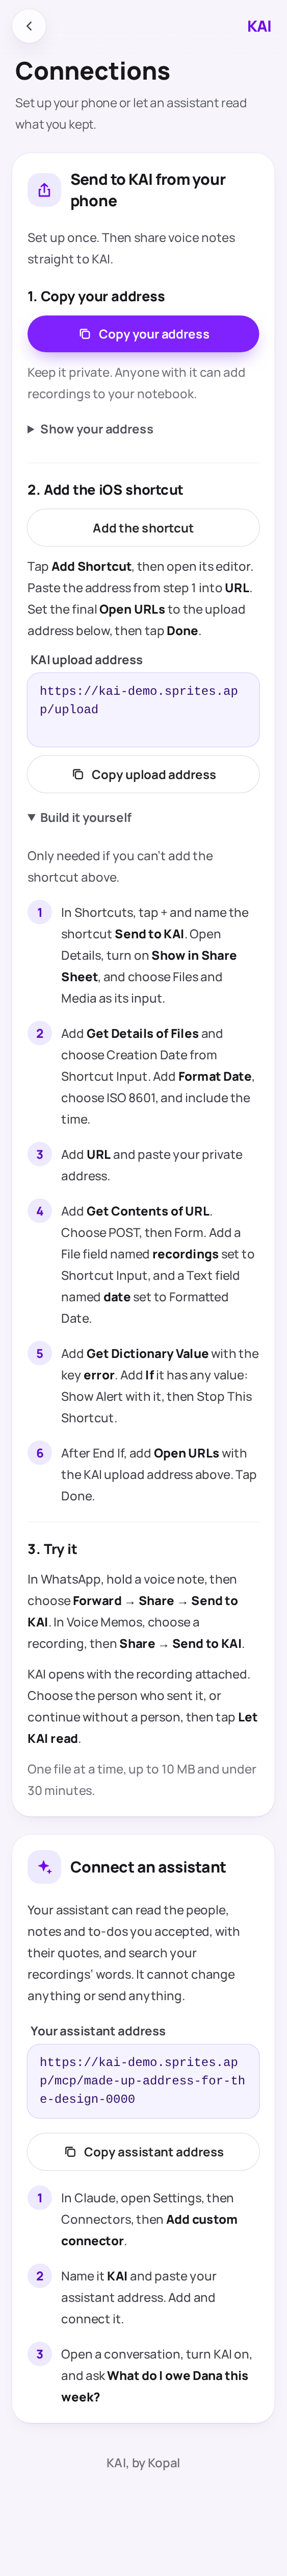 KAI
Connections
Set up your phone or let an assistant read
what you kept.
Send to KAI from your
phone
Set up once. Then share voice notes
straight to KAI.
1. Copy your address
Copy your address
Keep it private. Anyone with it can add
recordings to your notebook.
Show your address
2. Add the iOS shortcut
Add the shortcut
Tap Add Shortcut, then open its editor.
Paste the address from step 1 into URL.
Set the final Open URLs to the upload
address below, then tap Done.
KAI upload address
https://kai-demo.sprites.ap
p/upload
Copy upload address
Build it yourself
Only needed if you can't add the
shortcut above.
1 In Shortcuts, tap + and name the
shortcut Send to KAI. Open
Details, turn on Show in Share
Sheet, and choose Files and
Media as its input.
2 Add Get Details of Files and
choose Creation Date from
Shortcut Input. Add Format Date,
choose ISO 8601, and include the
time.
3 Add URL and paste your private
address.
4 Add Get Contents of URL.
Choose POST, then Form. Add a
File field named recordings set to
Shortcut Input, and a Text field
named date set to Formatted
Date.
5 Add Get Dictionary Value with the
key error. Add If it has any value:
Show Alert with it, then Stop This
Shortcut.
6 After End If, add Open URLs with
the KAI upload address above. Tap
Done.
3. Try it
In WhatsApp, hold a voice note, then
choose Forward → Share → Send to
KAI. In Voice Memos, choose a
recording, then Share → Send to KAI.
KAI opens with the recording attached.
Choose the person who sent it, or
continue without a person, then tap Let
KAI read.
One file at a time, up to 10 MB and under
30 minutes.
Connect an assistant
Your assistant can read the people,
notes and to-dos you accepted, with
their quotes, and search your
recordings' words. It cannot change
anything or send anything.
Your assistant address
https://kai-demo.sprites.ap
p/mcp/made-up-address-for-th
e-design-0000
Copy assistant address
1 In Claude, open Settings, then
Connectors, then Add custom
connector.
2 Name it KAI and paste your
assistant address. Add and
connect it.
3 Open a conversation, turn KAI on,
and ask What do I owe Dana this
week?
KAI, by Kopal